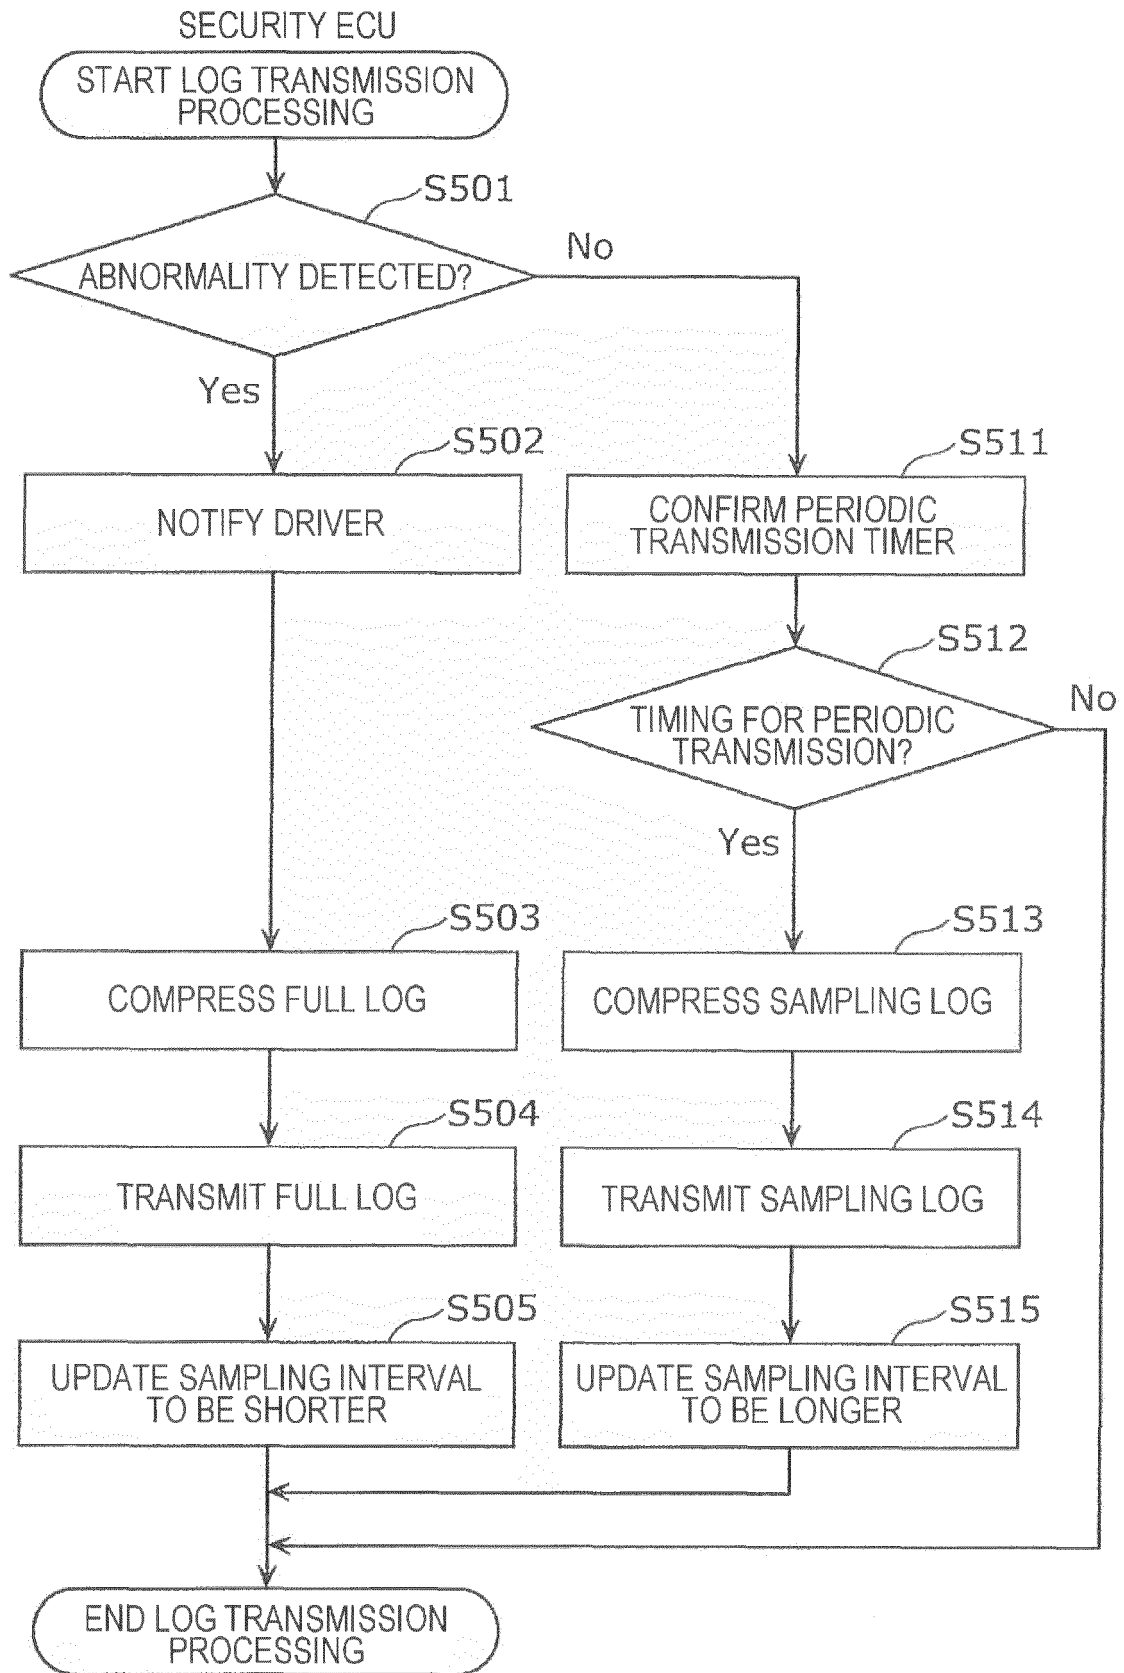 SECURITY ECU
START LOG TRANSMISSION
PROCESSING
S501
ABNORMALITY DETECTED?
No
Yes
S502
NOTIFY DRIVER
S511
CONFIRM PERIODIC
TRANSMISSION TIMER
S512
TIMING FOR PERIODIC
TRANSMISSION?
No
Yes
S503
COMPRESS FULL LOG
S513
COMPRESS SAMPLING LOG
S504
TRANSMIT FULL LOG
S514
TRANSMIT SAMPLING LOG
S505
UPDATE SAMPLING INTERVAL
TO BE SHORTER
S515
UPDATE SAMPLING INTERVAL
TO BE LONGER
END LOG TRANSMISSION
PROCESSING